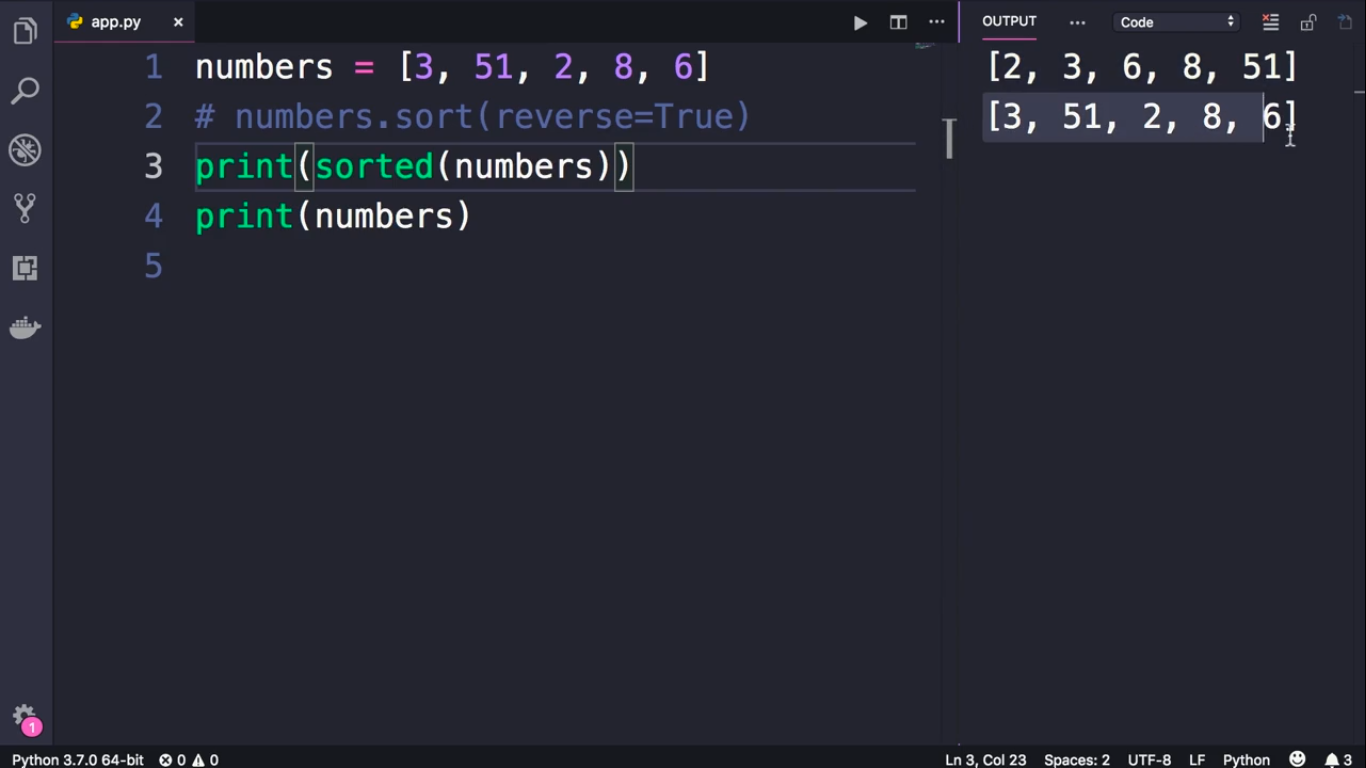 app.py
1 numbers = [3, 51, 2, 8, 6]
2 # numbers.sort(reverse=True)
3 print(sorted(numbers))
4 print(numbers)
5
OUTPUT
Code
[2, 3, 6, 8, 51]
[3, 51, 2, 8, 6]
1
Python 3.7.0 64-bit 0 0 Ln 3, Col 23 Spaces: 2 UTF-8 LF Python 3